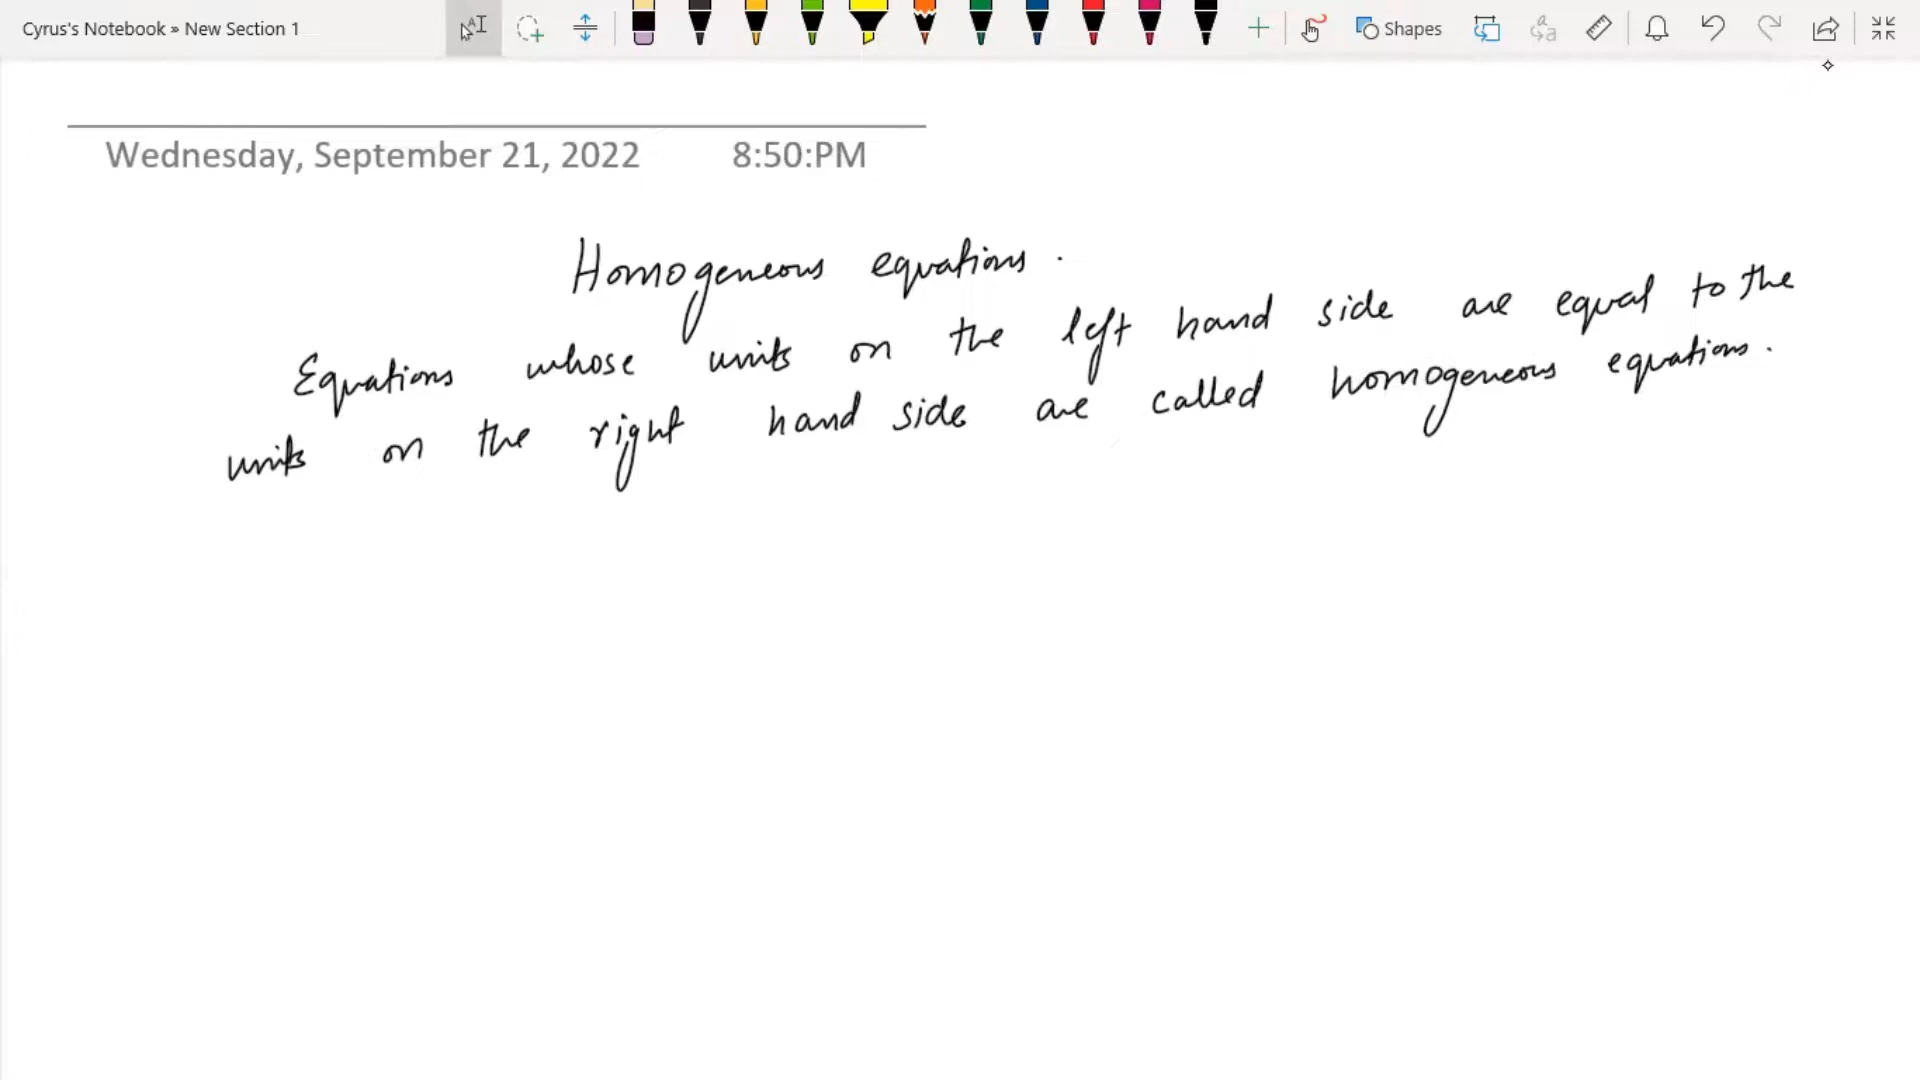 Cyrus's Notebook » New Section 1
Shapes
Wednesday, September 21, 2022 8:50:PM
Homogeneous equations.
Equations whose units on the left hand side are equal to the
units on the right hand side are called homogeneous equations.